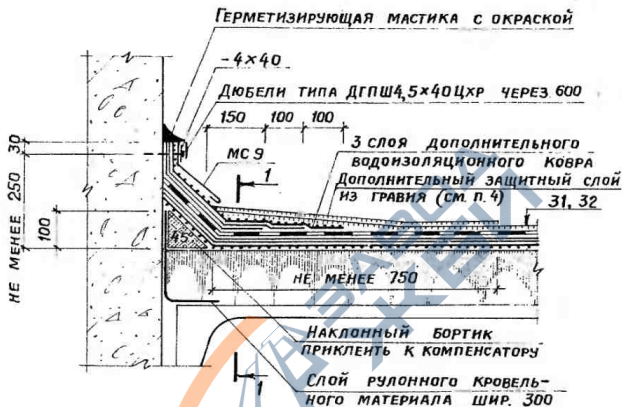 Герметизирующая мастика с окраской
-4×40
Дюбели типа ДГПШ4,5×40ЦХР через 600
150 100 100
МС 9
1
3 слоя дополнительного
водоизоляционного ковра
Дополнительный защитный слой
из гравия (см. п. 4)
31, 32
30
не менее 250
100
45°
не менее 750
Наклонный бортик
приклеить к компенсатору
1
Слой рулонного кровель-
ного материала шир. 300
ЗАВОД
ЖБИ